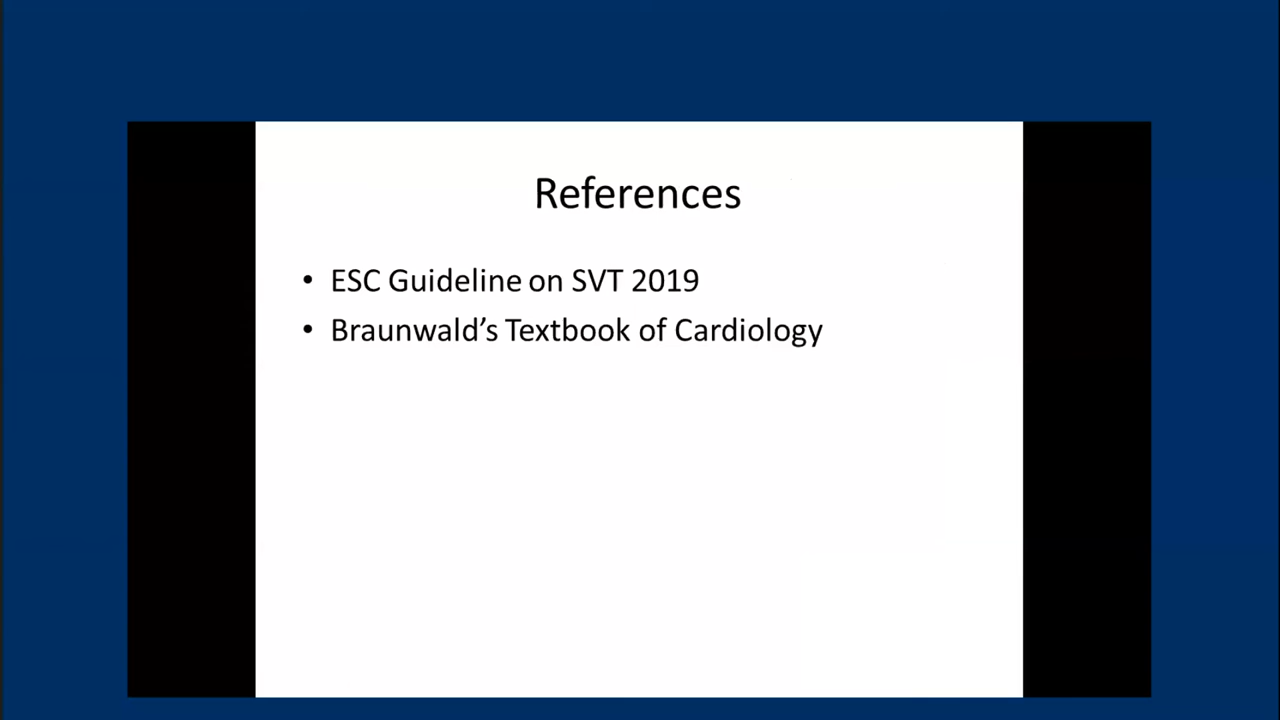 References
• ESC Guideline on SVT 2019
• Braunwald’s Textbook of Cardiology